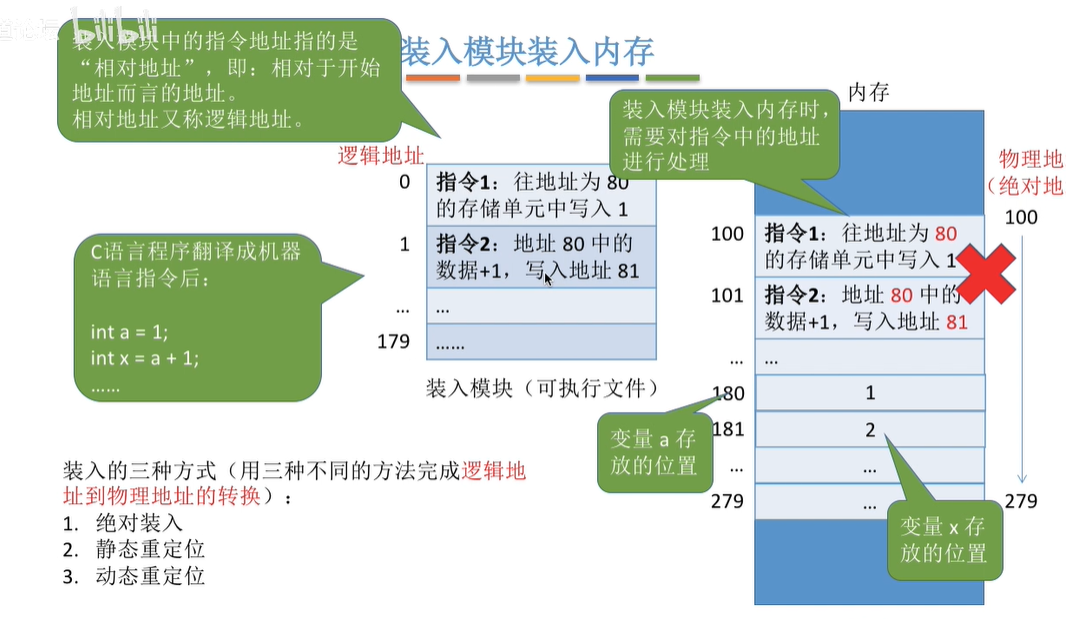 bilibili
装入模块装入内存
装入模块中的指令地址指的是
“相对地址”，即：相对于开始
地址而言的地址。
相对地址又称逻辑地址。
逻辑地址
0
指令1：往地址为 80
的存储单元中写入 1
1
指令2：地址 80 中的
数据+1，写入地址 81
...
...
179
......
装入模块（可执行文件）
C语言程序翻译成机器
语言指令后：
int a = 1;
int x = a + 1;
......
装入模块装入内存时，
需要对指令中的地址
进行处理
内存
物理地
（绝对地
100
100
指令1：往地址为 80
的存储单元中写入 1
101
指令2：地址 80 中的
数据+1，写入地址 81
...
...
180
1
181
2
...
...
279
...
279
变量 a 存
放的位置
变量 x 存
放的位置
装入的三种方式（用三种不同的方法完成逻辑地
址到物理地址的转换）：
1. 绝对装入
2. 静态重定位
3. 动态重定位